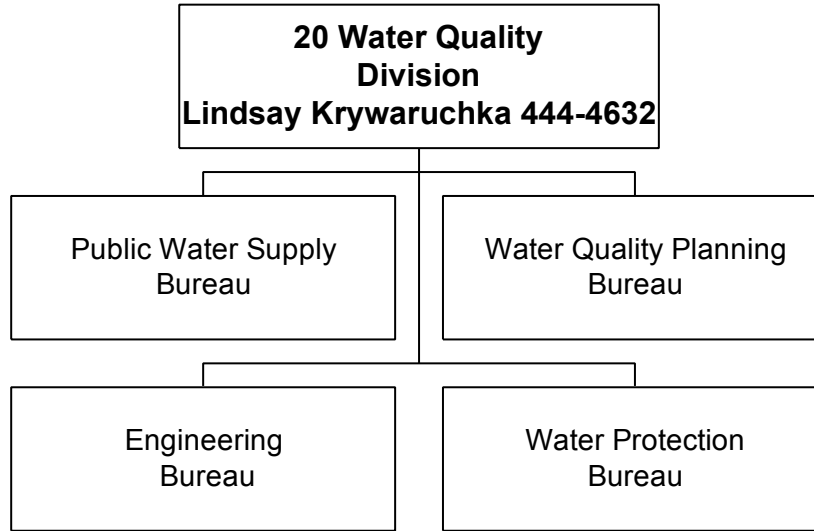 20 Water Quality
Division
Lindsay Krywaruchka 444-4632
Public Water Supply
Bureau
Water Quality Planning
Bureau
Engineering
Bureau
Water Protection
Bureau